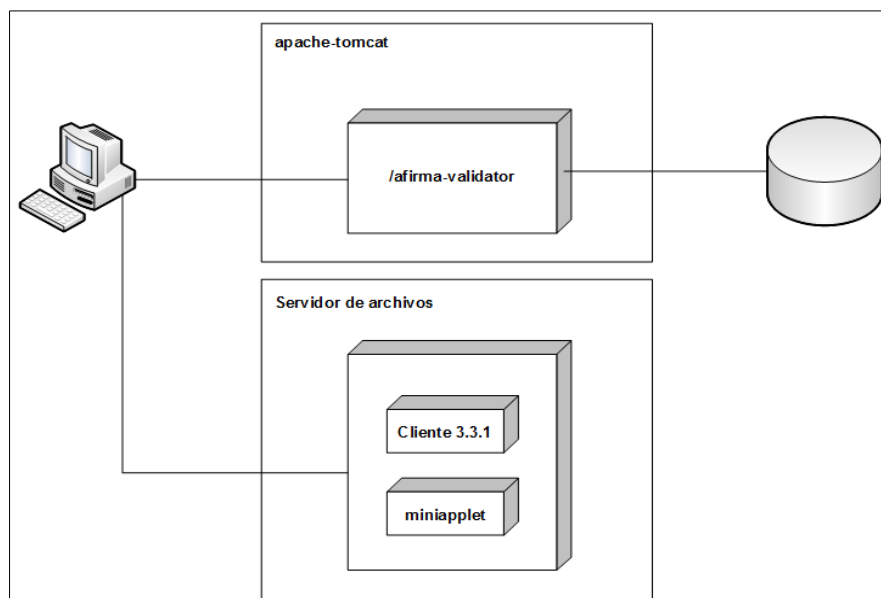 apache-tomcat
/afirma-validator
Servidor de archivos
Cliente 3.3.1
miniapplet